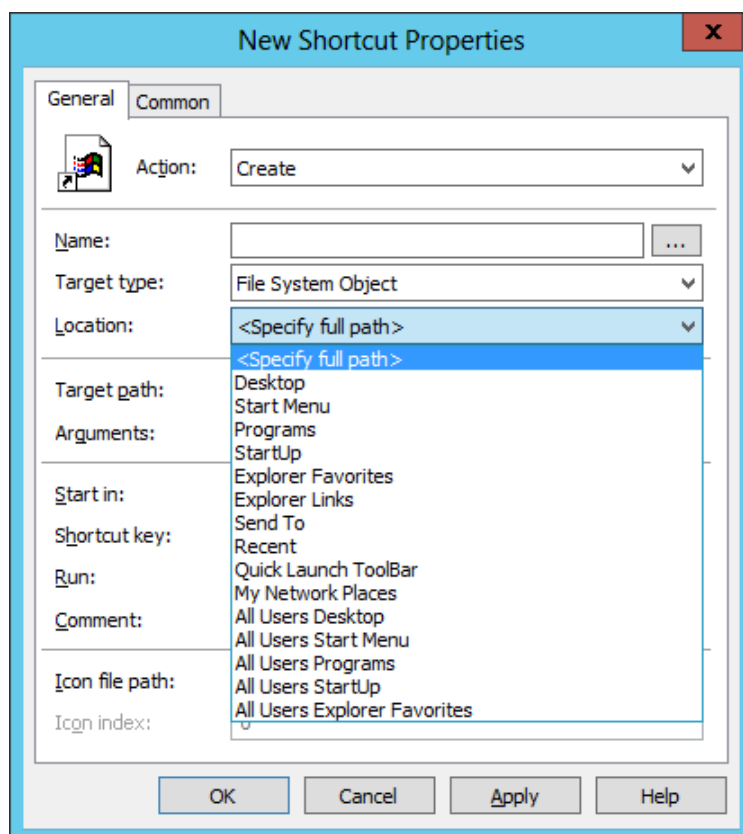 New Shortcut Properties
x
General Common
Action: Create
Name: ...
Target type: File System Object
Location: <Specify full path>
<Specify full path>
Desktop
Target path:
Start Menu
Programs
Arguments:
StartUp
Explorer Favorites
Explorer Links
Start in:
Send To
Shortcut key:
Recent
Quick Launch ToolBar
Run:
My Network Places
All Users Desktop
Comment:
All Users Start Menu
All Users Programs
Icon file path:
All Users StartUp
All Users Explorer Favorites
Icon index:
OK Cancel Apply Help